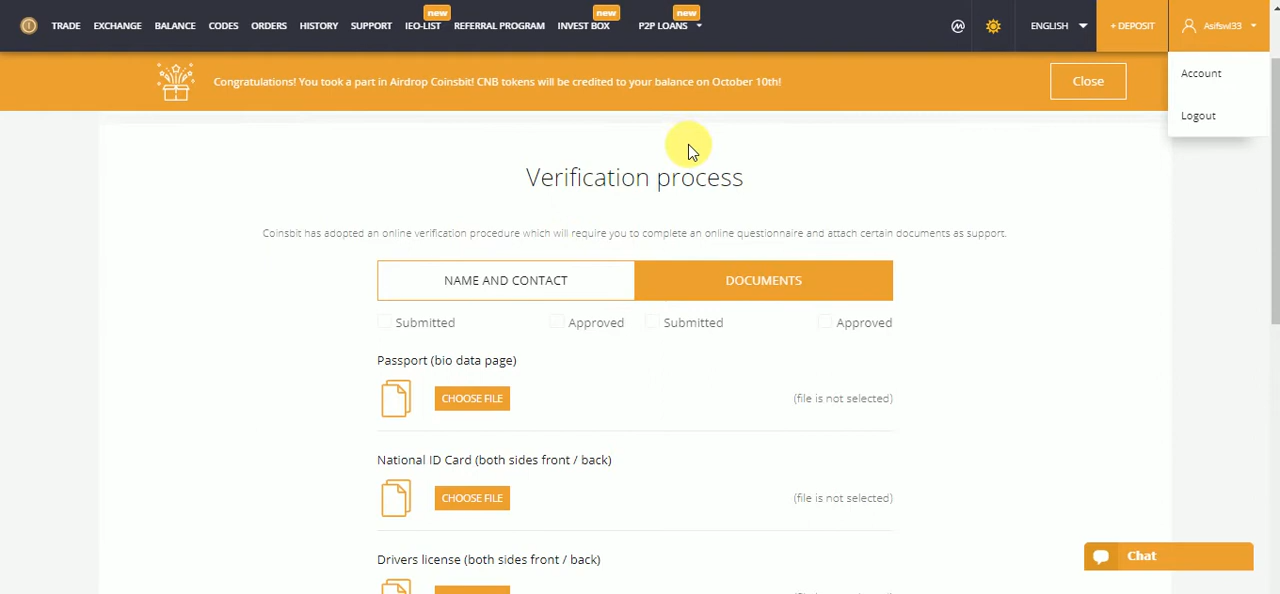 new new new
TRADE EXCHANGE BALANCE CODES ORDERS HISTORY SUPPORT IEO-LIST REFERRAL PROGRAM INVEST BOX P2P LOANS ENGLISH + DEPOSIT Asifswl33
Congratulations! You took a part in Airdrop Coinsbit! CNB tokens will be credited to your balance on October 10th! Close
Account
Logout
Verification process
Coinsbit has adopted an online verification procedure which will require you to complete an online questionnaire and attach certain documents as support.
NAME AND CONTACT DOCUMENTS
Submitted Approved Submitted Approved
Passport (bio data page)
CHOOSE FILE (file is not selected)
National ID Card (both sides front / back)
CHOOSE FILE (file is not selected)
Drivers license (both sides front / back)
Chat